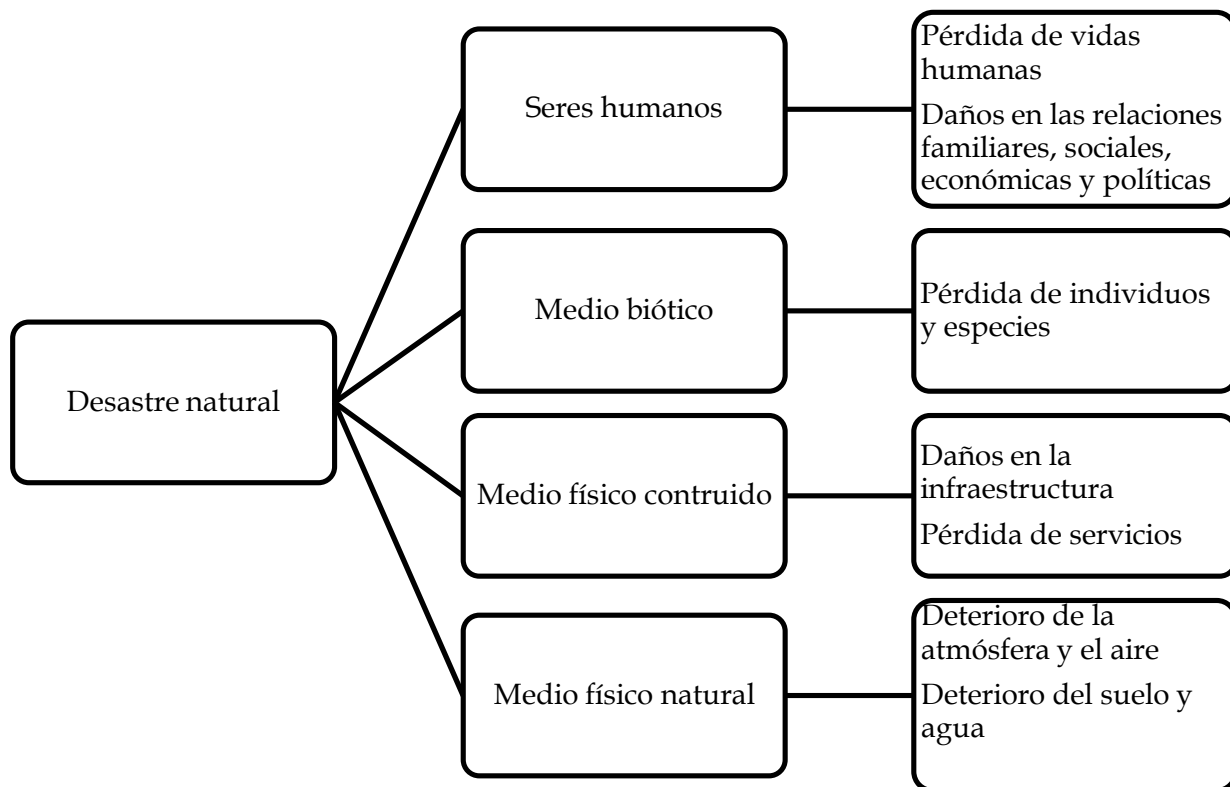 Desastre natural
Seres humanos
Pérdida de vidas
humanas
Daños en las relaciones
familiares, sociales,
económicas y políticas
Medio biótico
Pérdida de individuos
y especies
Medio físico contruido
Daños en la
infraestructura
Pérdida de servicios
Medio físico natural
Deterioro de la
atmósfera y el aire
Deterioro del suelo y
agua